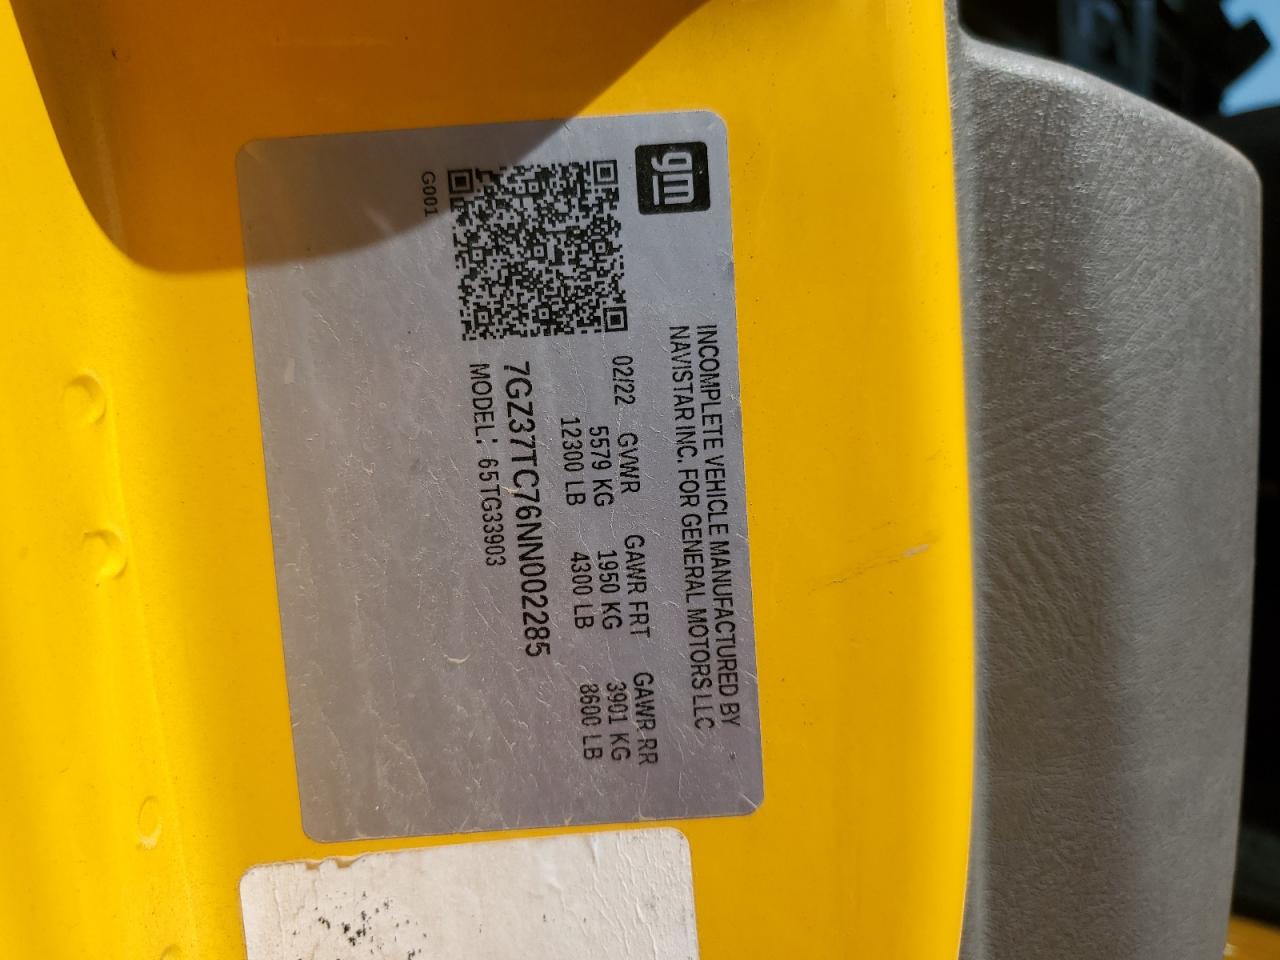 gm
INCOMPLETE VEHICLE MANUFACTURED BY
NAVISTAR INC. FOR GENERAL MOTORS LLC
02/22 GVWR GAWR FRT GAWR RR
5579 KG 1950 KG 3901 KG
12300 LB 4300 LB 8600 LB
7GZ37TC76NN002285
MODEL: 65TG33903
G001